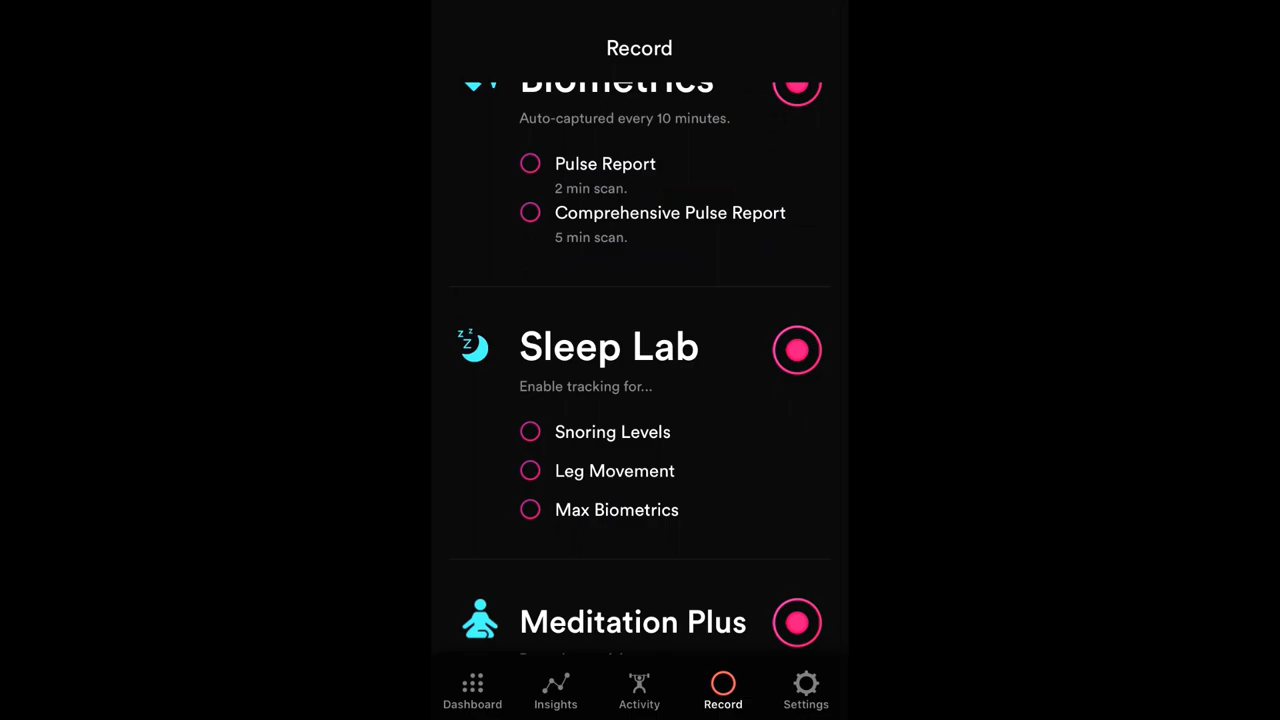 Record
Biometrics
Auto-captured every 10 minutes.
Pulse Report
2 min scan.
Comprehensive Pulse Report
5 min scan.
z z
Z
Sleep Lab
Enable tracking for...
Snoring Levels
Leg Movement
Max Biometrics
Meditation Plus
Dashboard Insights Activity Record Settings